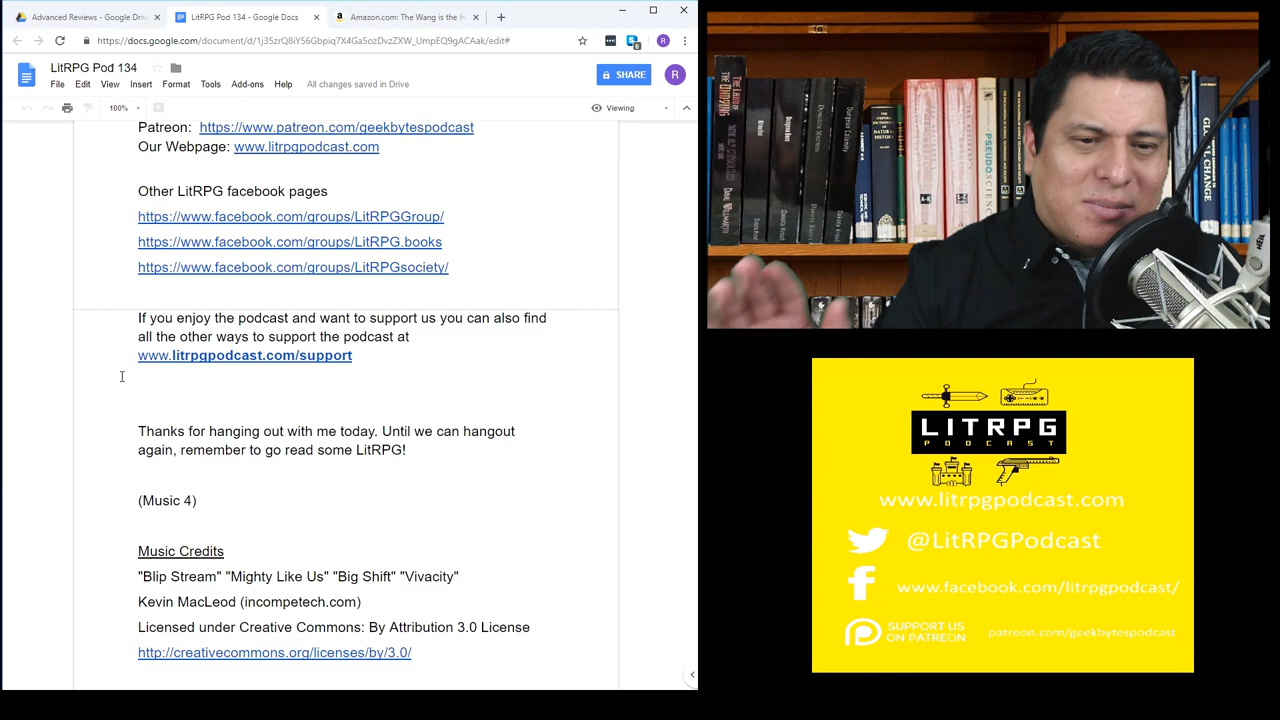 Advanced Reviews - Google Driv
LitRPG Pod 134 - Google Docs
Amazon.com: The Wang is the H
https://docs.google.com/document/d/1j35zrQ8iY56Gbpiq7X4Ga5ozDvzZXW_UmpEQ9gACAak/edit#
R
LitRPG Pod 134
File Edit View Insert Format Tools Add-ons Help All changes saved in Drive
SHARE
R
100%
Viewing
Patreon: https://www.patreon.com/geekbytespodcast
Our Webpage: www.litrpgpodcast.com
Other LitRPG facebook pages
https://www.facebook.com/groups/LitRPGGroup/
https://www.facebook.com/groups/LitRPG.books
https://www.facebook.com/groups/LitRPGsociety/
If you enjoy the podcast and want to support us you can also find
all the other ways to support the podcast at
www.litrpgpodcast.com/support
Thanks for hanging out with me today. Until we can hangout
again, remember to go read some LitRPG!
(Music 4)
Music Credits
"Blip Stream" "Mighty Like Us" "Big Shift" "Vivacity"
Kevin MacLeod (incompetech.com)
Licensed under Creative Commons: By Attribution 3.0 License
http://creativecommons.org/licenses/by/3.0/
PSEUDOSCIENCE
A-K
L-Z
LITRPG
PODCAST
www.litrpgpodcast.com
@LitRPGPodcast
www.facebook.com/litrpgpodcast/
SUPPORT US
ON PATREON
patreon.com/geekbytespodcast